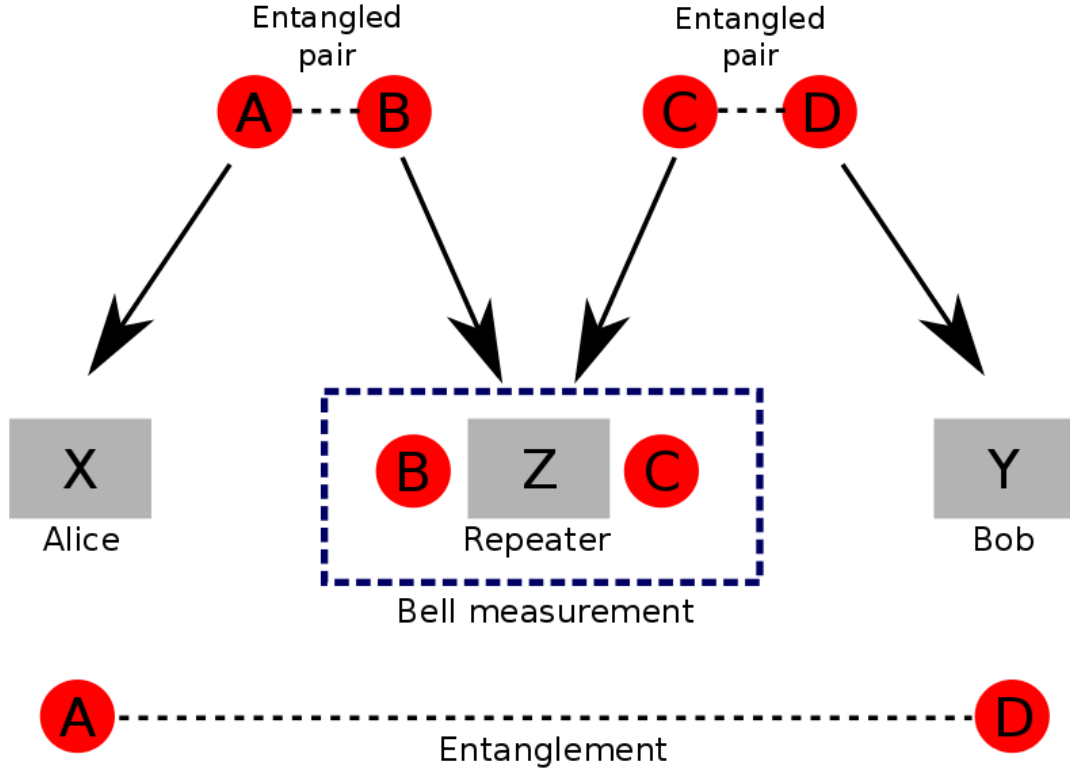 Entangled
pair
Entangled
pair
A
B
C
D
X
B
Z
C
Y
Alice
Repeater
Bob
Bell measurement
A
D
Entanglement